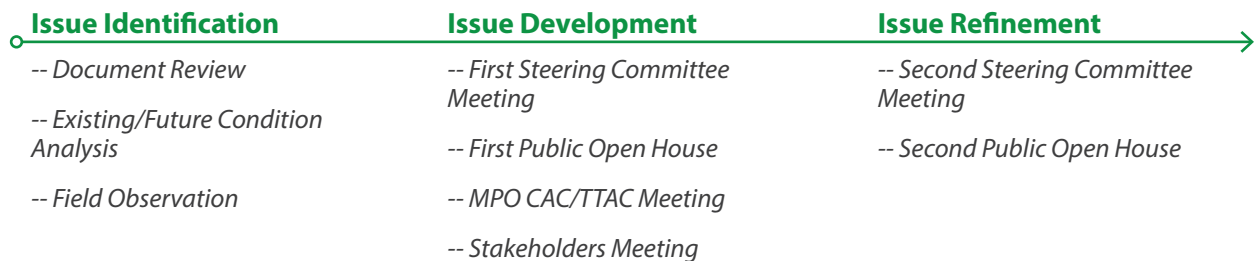 Issue Identification
-- Document Review
-- Existing/Future Condition
Analysis
-- Field Observation
Issue Development
-- First Steering Committee
Meeting
-- First Public Open House
-- MPO CAC/TTAC Meeting
-- Stakeholders Meeting
Issue Refinement
-- Second Steering Committee
Meeting
-- Second Public Open House